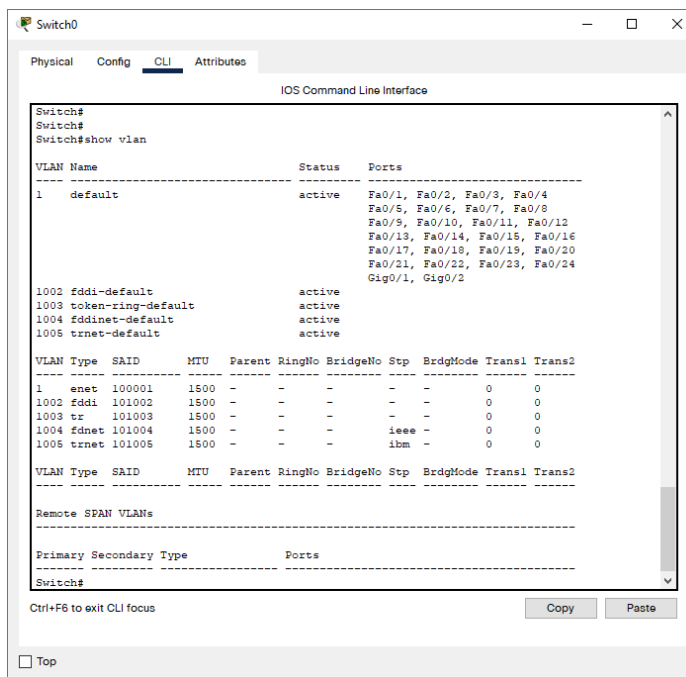 Switch0
Physical Config CLI Attributes
IOS Command Line Interface
Switch#
Switch#
Switch#show vlan
VLAN Name                             Status    Ports
---- -------------------------------- --------- -------------------------------
1    default                          active    Fa0/1, Fa0/2, Fa0/3, Fa0/4
                                                Fa0/5, Fa0/6, Fa0/7, Fa0/8
                                                Fa0/9, Fa0/10, Fa0/11, Fa0/12
                                                Fa0/13, Fa0/14, Fa0/15, Fa0/16
                                                Fa0/17, Fa0/18, Fa0/19, Fa0/20
                                                Fa0/21, Fa0/22, Fa0/23, Fa0/24
                                                Gig0/1, Gig0/2
1002 fddi-default                     active
1003 token-ring-default               active
1004 fddinet-default                  active
1005 trnet-default                    active
VLAN Type  SAID       MTU   Parent RingNo BridgeNo Stp  BrdgMode Trans1 Trans2
---- ----- ---------- ----- ------ ------ -------- ---- -------- ------ ------
1    enet  100001     1500  -      -      -        -    -        0      0
1002 fddi  101002     1500  -      -      -        -    -        0      0
1003 tr    101003     1500  -      -      -        -    -        0      0
1004 fdnet 101004     1500  -      -      -        ieee -        0      0
1005 trnet 101005     1500  -      -      -        ibm  -        0      0
VLAN Type  SAID       MTU   Parent RingNo BridgeNo Stp  BrdgMode Trans1 Trans2
---- ----- ---------- ----- ------ ------ -------- ---- -------- ------ ------
Remote SPAN VLANs
------------------------------------------------------------------------------
Primary Secondary Type              Ports
------- --------- ----------------- ------------------------------------------
Switch#
Ctrl+F6 to exit CLI focus
Copy Paste
Top